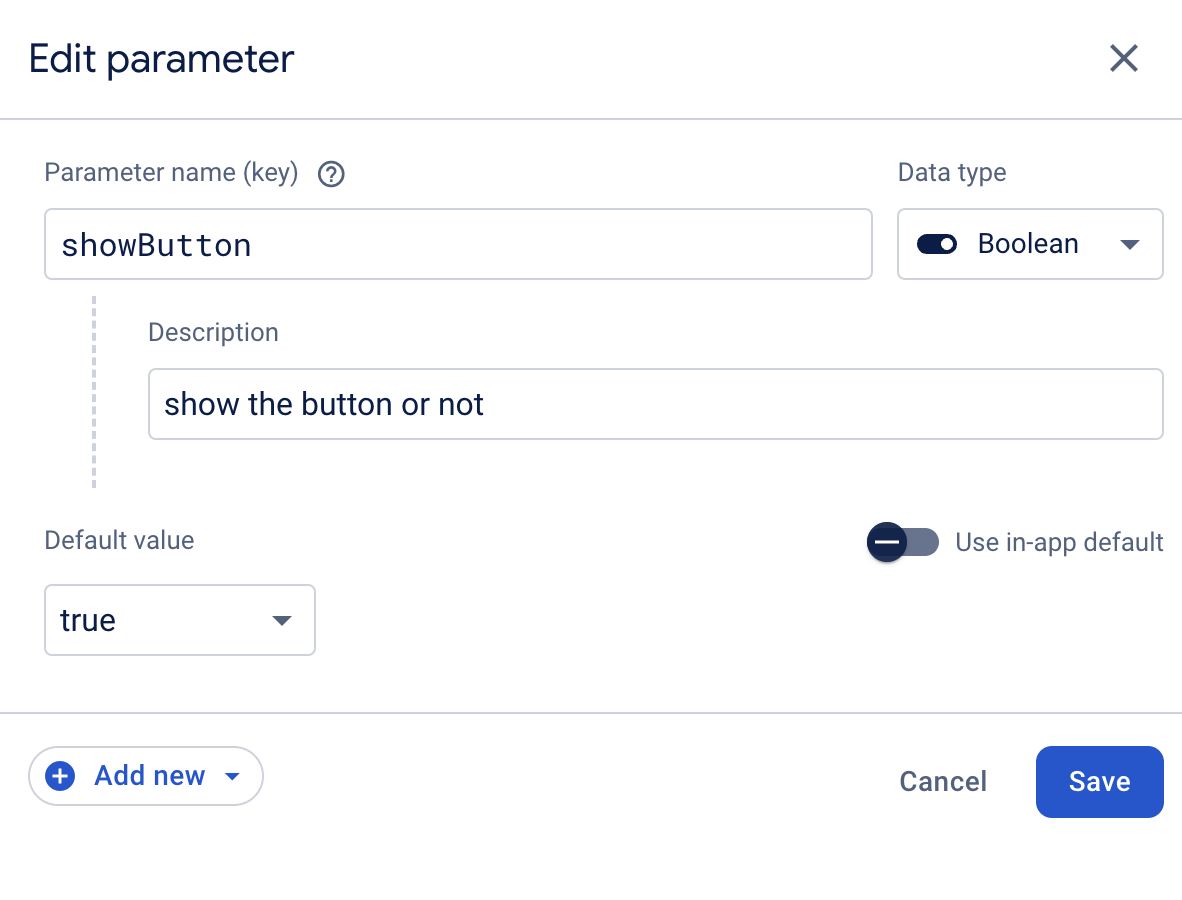 Edit parameter
Parameter name (key)
Data type
showButton
Boolean
Description
show the button or not
Default value
Use in-app default
true
Add new
Cancel
Save